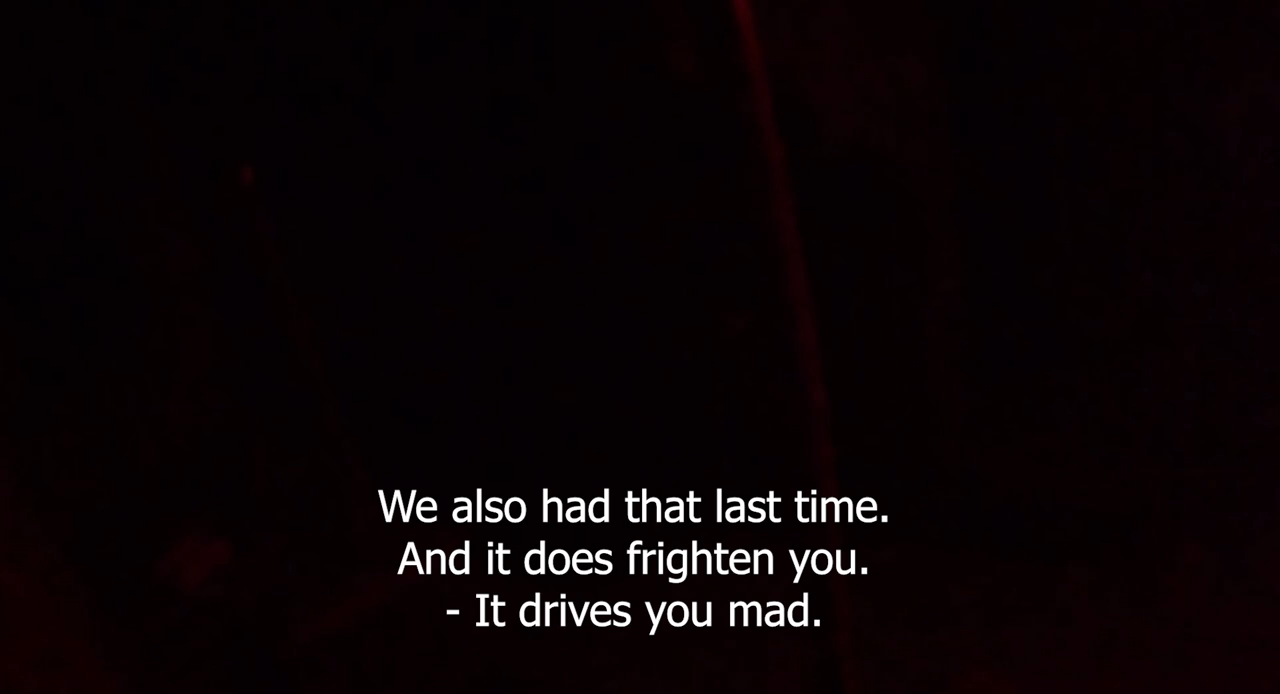 We also had that last time.
And it does frighten you.
- It drives you mad.